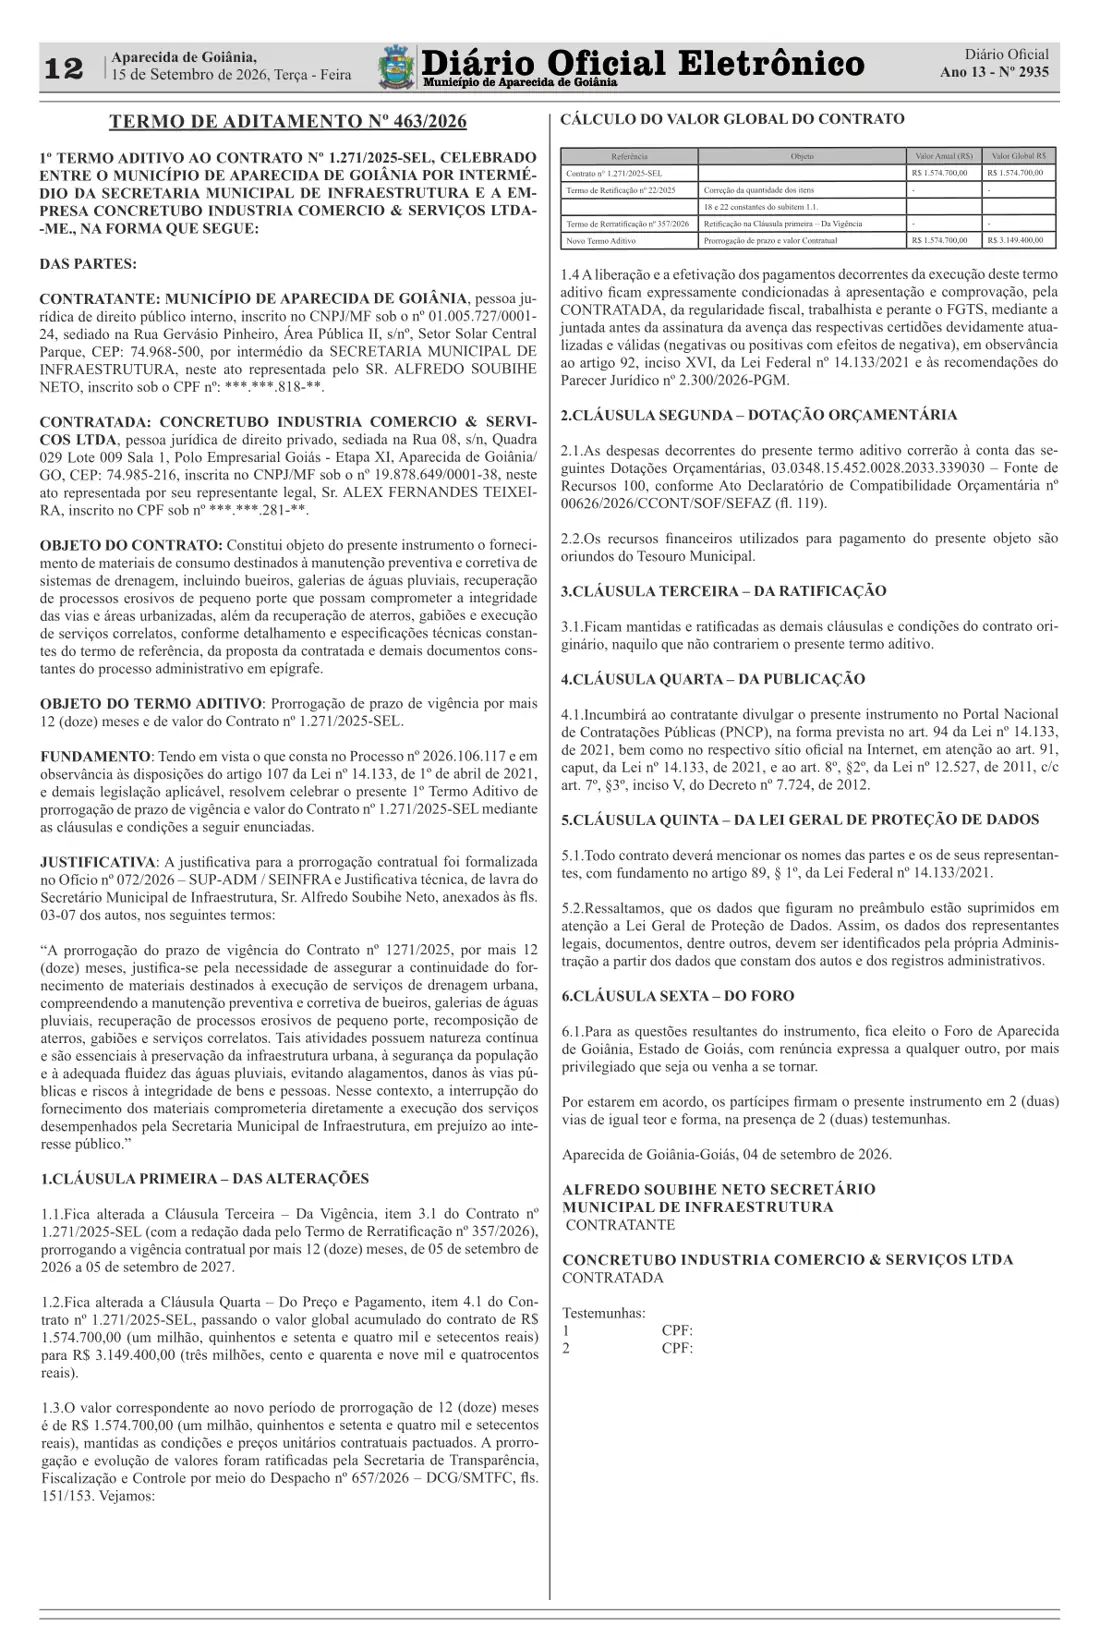 12
Aparecida de Goiânia,
15 de Setembro de 2026, Terça - Feira
Diário Oficial Eletrônico
Município de Aparecida de Goiânia
Diário Oficial
Ano 13 - Nº 2935
TERMO DE ADITAMENTO Nº 463/2026
1º TERMO ADITIVO AO CONTRATO Nº 1.271/2025-SEL, CELEBRADO
ENTRE O MUNICÍPIO DE APARECIDA DE GOIÂNIA POR INTERMÉ-
DIO DA SECRETARIA MUNICIPAL DE INFRAESTRUTURA E A EM-
PRESA CONCRETUBO INDUSTRIA COMERCIO & SERVIÇOS LTDA-
-ME., NA FORMA QUE SEGUE:
DAS PARTES:
CONTRATANTE: MUNICÍPIO DE APARECIDA DE GOIÂNIA, pessoa ju-
rídica de direito público interno, inscrito no CNPJ/MF sob o nº 01.005.727/0001-
24, sediado na Rua Gervásio Pinheiro, Área Pública II, s/nº, Setor Solar Central
Parque, CEP: 74.968-500, por intermédio da SECRETARIA MUNICIPAL DE
INFRAESTRUTURA, neste ato representada pelo SR. ALFREDO SOUBIHE
NETO, inscrito sob o CPF nº: ***.***.818-**.
CONTRATADA: CONCRETUBO INDUSTRIA COMERCIO & SERVI-
COS LTDA, pessoa jurídica de direito privado, sediada na Rua 08, s/n, Quadra
029 Lote 009 Sala 1, Polo Empresarial Goiás - Etapa XI, Aparecida de Goiânia/
GO, CEP: 74.985-216, inscrita no CNPJ/MF sob o nº 19.878.649/0001-38, neste
ato representada por seu representante legal, Sr. ALEX FERNANDES TEIXEI-
RA, inscrito no CPF sob nº ***.***.281-**.
OBJETO DO CONTRATO: Constitui objeto do presente instrumento o forneci-
mento de materiais de consumo destinados à manutenção preventiva e corretiva de
sistemas de drenagem, incluindo bueiros, galerias de águas pluviais, recuperação
de processos erosivos de pequeno porte que possam comprometer a integridade
das vias e áreas urbanizadas, além da recuperação de aterros, gabiões e execução
de serviços correlatos, conforme detalhamento e especificações técnicas constan-
tes do termo de referência, da proposta da contratada e demais documentos cons-
tantes do processo administrativo em epígrafe.
OBJETO DO TERMO ADITIVO: Prorrogação de prazo de vigência por mais
12 (doze) meses e de valor do Contrato nº 1.271/2025-SEL.
FUNDAMENTO: Tendo em vista o que consta no Processo nº 2026.106.117 e em
observância às disposições do artigo 107 da Lei nº 14.133, de 1º de abril de 2021,
e demais legislação aplicável, resolvem celebrar o presente 1º Termo Aditivo de
prorrogação de prazo de vigência e valor do Contrato nº 1.271/2025-SEL mediante
as cláusulas e condições a seguir enunciadas.
JUSTIFICATIVA: A justificativa para a prorrogação contratual foi formalizada
no Ofício nº 072/2026 – SUP-ADM / SEINFRA e Justificativa técnica, de lavra do
Secretário Municipal de Infraestrutura, Sr. Alfredo Soubihe Neto, anexados às fls.
03-07 dos autos, nos seguintes termos:
“A prorrogação do prazo de vigência do Contrato nº 1271/2025, por mais 12
(doze) meses, justifica-se pela necessidade de assegurar a continuidade do for-
necimento de materiais destinados à execução de serviços de drenagem urbana,
compreendendo a manutenção preventiva e corretiva de bueiros, galerias de águas
pluviais, recuperação de processos erosivos de pequeno porte, recomposição de
aterros, gabiões e serviços correlatos. Tais atividades possuem natureza contínua
e são essenciais à preservação da infraestrutura urbana, à segurança da população
e à adequada fluidez das águas pluviais, evitando alagamentos, danos às vias pú-
blicas e riscos à integridade de bens e pessoas. Nesse contexto, a interrupção do
fornecimento dos materiais comprometeria diretamente a execução dos serviços
desempenhados pela Secretaria Municipal de Infraestrutura, em prejuízo ao inte-
resse público.”
1.CLÁUSULA PRIMEIRA – DAS ALTERAÇÕES
1.1.Fica alterada a Cláusula Terceira – Da Vigência, item 3.1 do Contrato nº
1.271/2025-SEL (com a redação dada pelo Termo de Rerratificação nº 357/2026),
prorrogando a vigência contratual por mais 12 (doze) meses, de 05 de setembro de
2026 a 05 de setembro de 2027.
1.2.Fica alterada a Cláusula Quarta – Do Preço e Pagamento, item 4.1 do Con-
trato nº 1.271/2025-SEL, passando o valor global acumulado do contrato de R$
1.574.700,00 (um milhão, quinhentos e setenta e quatro mil e setecentos reais)
para R$ 3.149.400,00 (três milhões, cento e quarenta e nove mil e quatrocentos
reais).
1.3.O valor correspondente ao novo período de prorrogação de 12 (doze) meses
é de R$ 1.574.700,00 (um milhão, quinhentos e setenta e quatro mil e setecentos
reais), mantidas as condições e preços unitários contratuais pactuados. A prorro-
gação e evolução de valores foram ratificadas pela Secretaria de Transparência,
Fiscalização e Controle por meio do Despacho nº 657/2026 – DCG/SMTFC, fls.
151/153. Vejamos:
CÁLCULO DO VALOR GLOBAL DO CONTRATO
Referência Objeto Valor Anual (R$) Valor Global R$
Contrato nº 1.271/2025-SEL R$ 1.574.700,00 R$ 1.574.700,00
Termo de Retificação nº 22/2025 Correção da quantidade dos itens - -
18 e 22 constantes do subitem 1.1.
Termo de Rerratificação nº 357/2026 Retificação na Cláusula primeira – Da Vigência - -
Novo Termo Aditivo Prorrogação de prazo e valor Contratual R$ 1.574.700,00 R$ 3.149.400,00
1.4 A liberação e a efetivação dos pagamentos decorrentes da execução deste termo
aditivo ficam expressamente condicionadas à apresentação e comprovação, pela
CONTRATADA, da regularidade fiscal, trabalhista e perante o FGTS, mediante a
juntada antes da assinatura da avença das respectivas certidões devidamente atua-
lizadas e válidas (negativas ou positivas com efeitos de negativa), em observância
ao artigo 92, inciso XVI, da Lei Federal nº 14.133/2021 e às recomendações do
Parecer Jurídico nº 2.300/2026-PGM.
2.CLÁUSULA SEGUNDA – DOTAÇÃO ORÇAMENTÁRIA
2.1.As despesas decorrentes do presente termo aditivo correrão à conta das se-
guintes Dotações Orçamentárias, 03.0348.15.452.0028.2033.339030 – Fonte de
Recursos 100, conforme Ato Declaratório de Compatibilidade Orçamentária nº
00626/2026/CCONT/SOF/SEFAZ (fl. 119).
2.2.Os recursos financeiros utilizados para pagamento do presente objeto são
oriundos do Tesouro Municipal.
3.CLÁUSULA TERCEIRA – DA RATIFICAÇÃO
3.1.Ficam mantidas e ratificadas as demais cláusulas e condições do contrato ori-
ginário, naquilo que não contrariem o presente termo aditivo.
4.CLÁUSULA QUARTA – DA PUBLICAÇÃO
4.1.Incumbirá ao contratante divulgar o presente instrumento no Portal Nacional
de Contratações Públicas (PNCP), na forma prevista no art. 94 da Lei nº 14.133,
de 2021, bem como no respectivo sítio oficial na Internet, em atenção ao art. 91,
caput, da Lei nº 14.133, de 2021, e ao art. 8º, §2º, da Lei nº 12.527, de 2011, c/c
art. 7º, §3º, inciso V, do Decreto nº 7.724, de 2012.
5.CLÁUSULA QUINTA – DA LEI GERAL DE PROTEÇÃO DE DADOS
5.1.Todo contrato deverá mencionar os nomes das partes e os de seus representan-
tes, com fundamento no artigo 89, § 1º, da Lei Federal nº 14.133/2021.
5.2.Ressaltamos, que os dados que figuram no preâmbulo estão suprimidos em
atenção a Lei Geral de Proteção de Dados. Assim, os dados dos representantes
legais, documentos, dentre outros, devem ser identificados pela própria Adminis-
tração a partir dos dados que constam dos autos e dos registros administrativos.
6.CLÁUSULA SEXTA – DO FORO
6.1.Para as questões resultantes do instrumento, fica eleito o Foro de Aparecida
de Goiânia, Estado de Goiás, com renúncia expressa a qualquer outro, por mais
privilegiado que seja ou venha a se tornar.
Por estarem em acordo, os partícipes firmam o presente instrumento em 2 (duas)
vias de igual teor e forma, na presença de 2 (duas) testemunhas.
Aparecida de Goiânia-Goiás, 04 de setembro de 2026.
ALFREDO SOUBIHE NETO SECRETÁRIO
MUNICIPAL DE INFRAESTRUTURA
CONTRATANTE
CONCRETUBO INDUSTRIA COMERCIO & SERVIÇOS LTDA
CONTRATADA
Testemunhas:
1 CPF:
2 CPF: